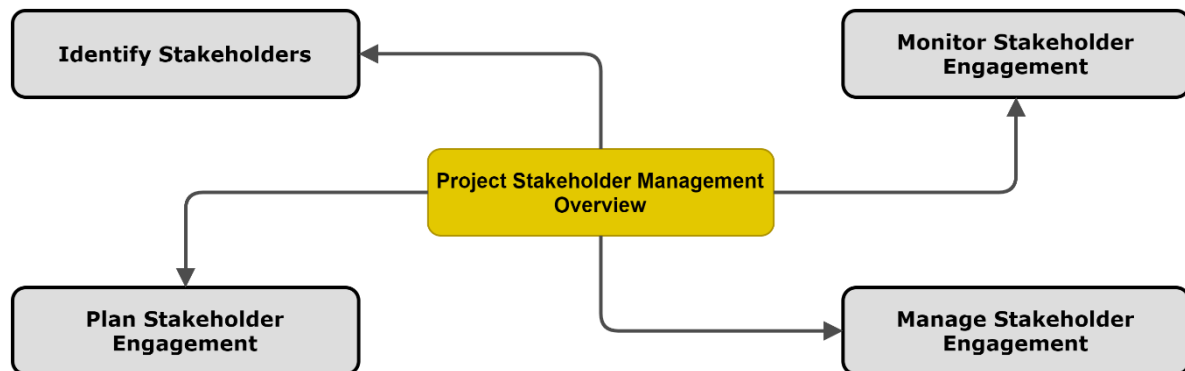 Identify Stakeholders
Monitor Stakeholder
Engagement
Project Stakeholder Management
Overview
Plan Stakeholder
Engagement
Manage Stakeholder
Engagement